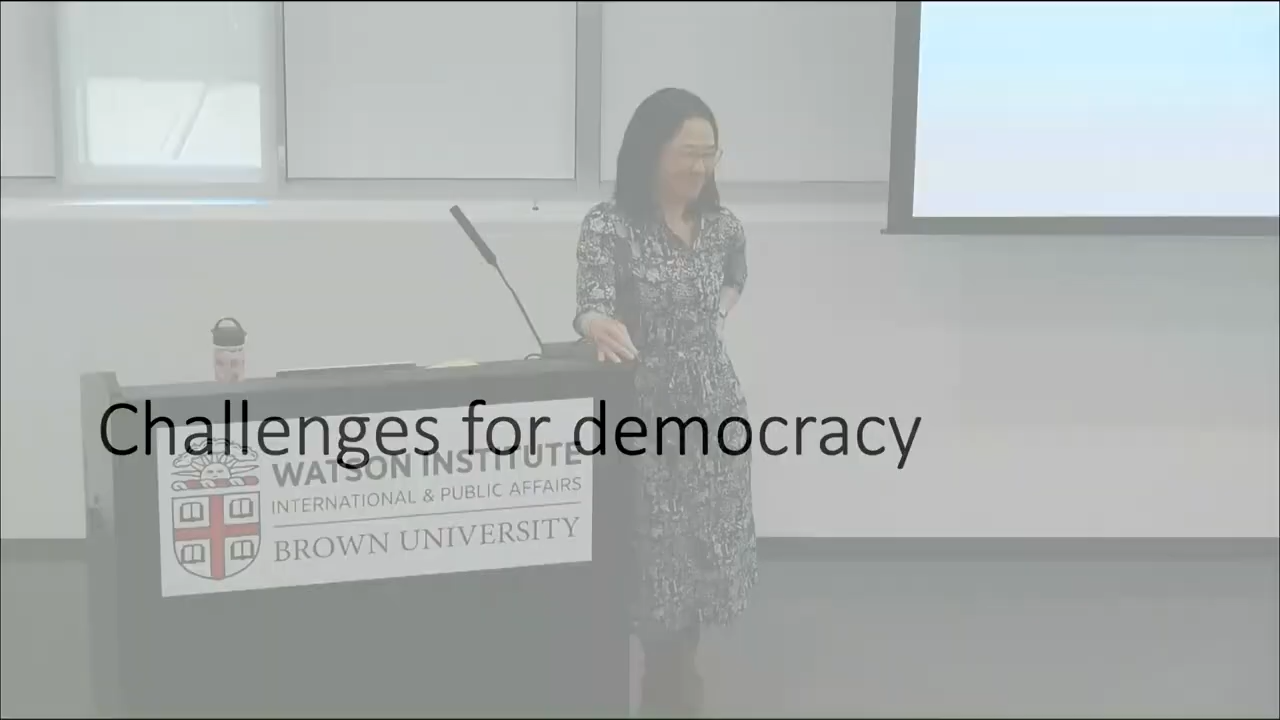 Challenges for democracy
WATSON INSTITUTE
INTERNATIONAL & PUBLIC AFFAIRS
BROWN UNIVERSITY